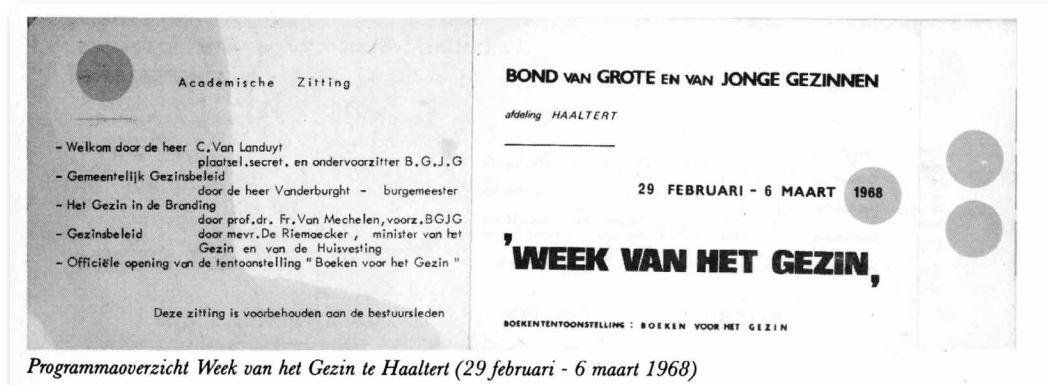 Academische Zitting
- Welkom door de heer C.Van Landuyt
plaatsel.secret. en ondervoorzitter B.G.J.G
- Gemeentelijk Gezinsbeleid
door de heer Vanderburght - burgemeester
- Het Gezin in de Branding
door prof.dr. Fr.Van Mechelen,voorz.BGJG
- Gezinsbeleid door mevr.De Riemaecker , minister van het
Gezin en van de Huisvesting
- Officiële opening van de tentoonstelling " Boeken voor het Gezin "
Deze zitting is voorbehouden aan de bestuursleden
BOND VAN GROTE EN VAN JONGE GEZINNEN
afdeling HAALTERT
29 FEBRUARI - 6 MAART 1968
'WEEK VAN HET GEZIN,
BOEKENTENTOONSTELLING : BOEKEN VOOR HET GEZIN
Programmaoverzicht Week van het Gezin te Haaltert (29 februari - 6 maart 1968)